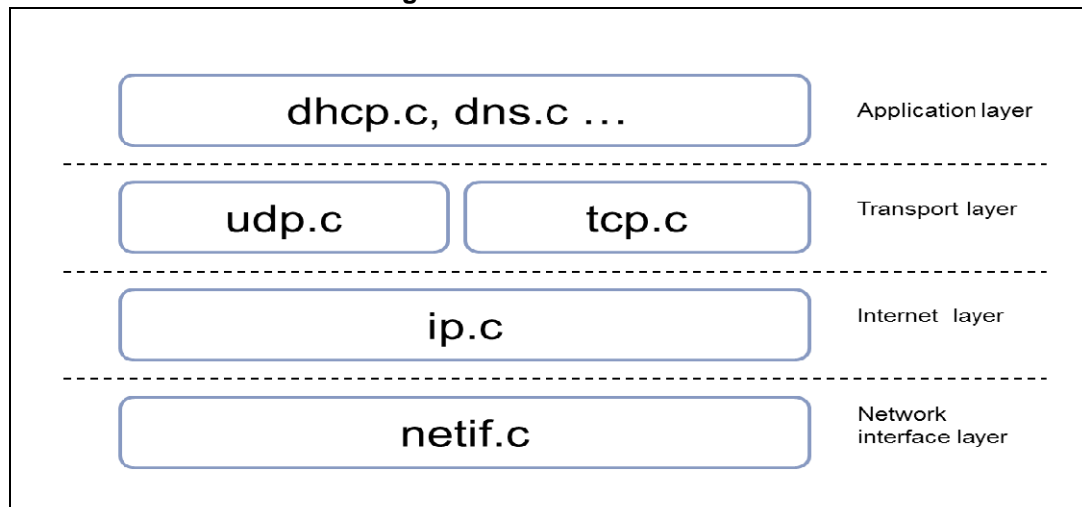 dhcp.c, dns.c ...
Application layer
udp.c
tcp.c
Transport layer
ip.c
Internet layer
netif.c
Network
interface layer